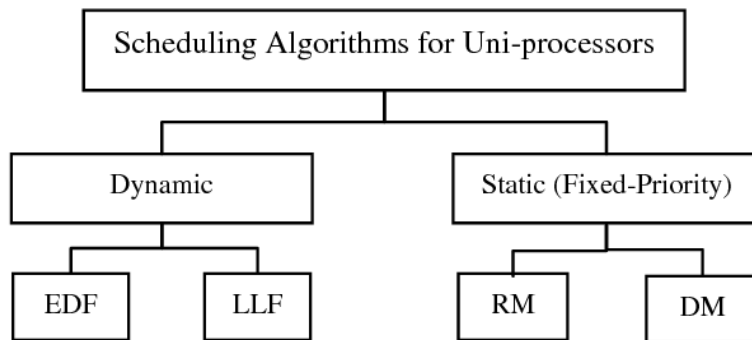 Scheduling Algorithms for Uni-processors
Dynamic
Static (Fixed-Priority)
EDF
LLF
RM
DM